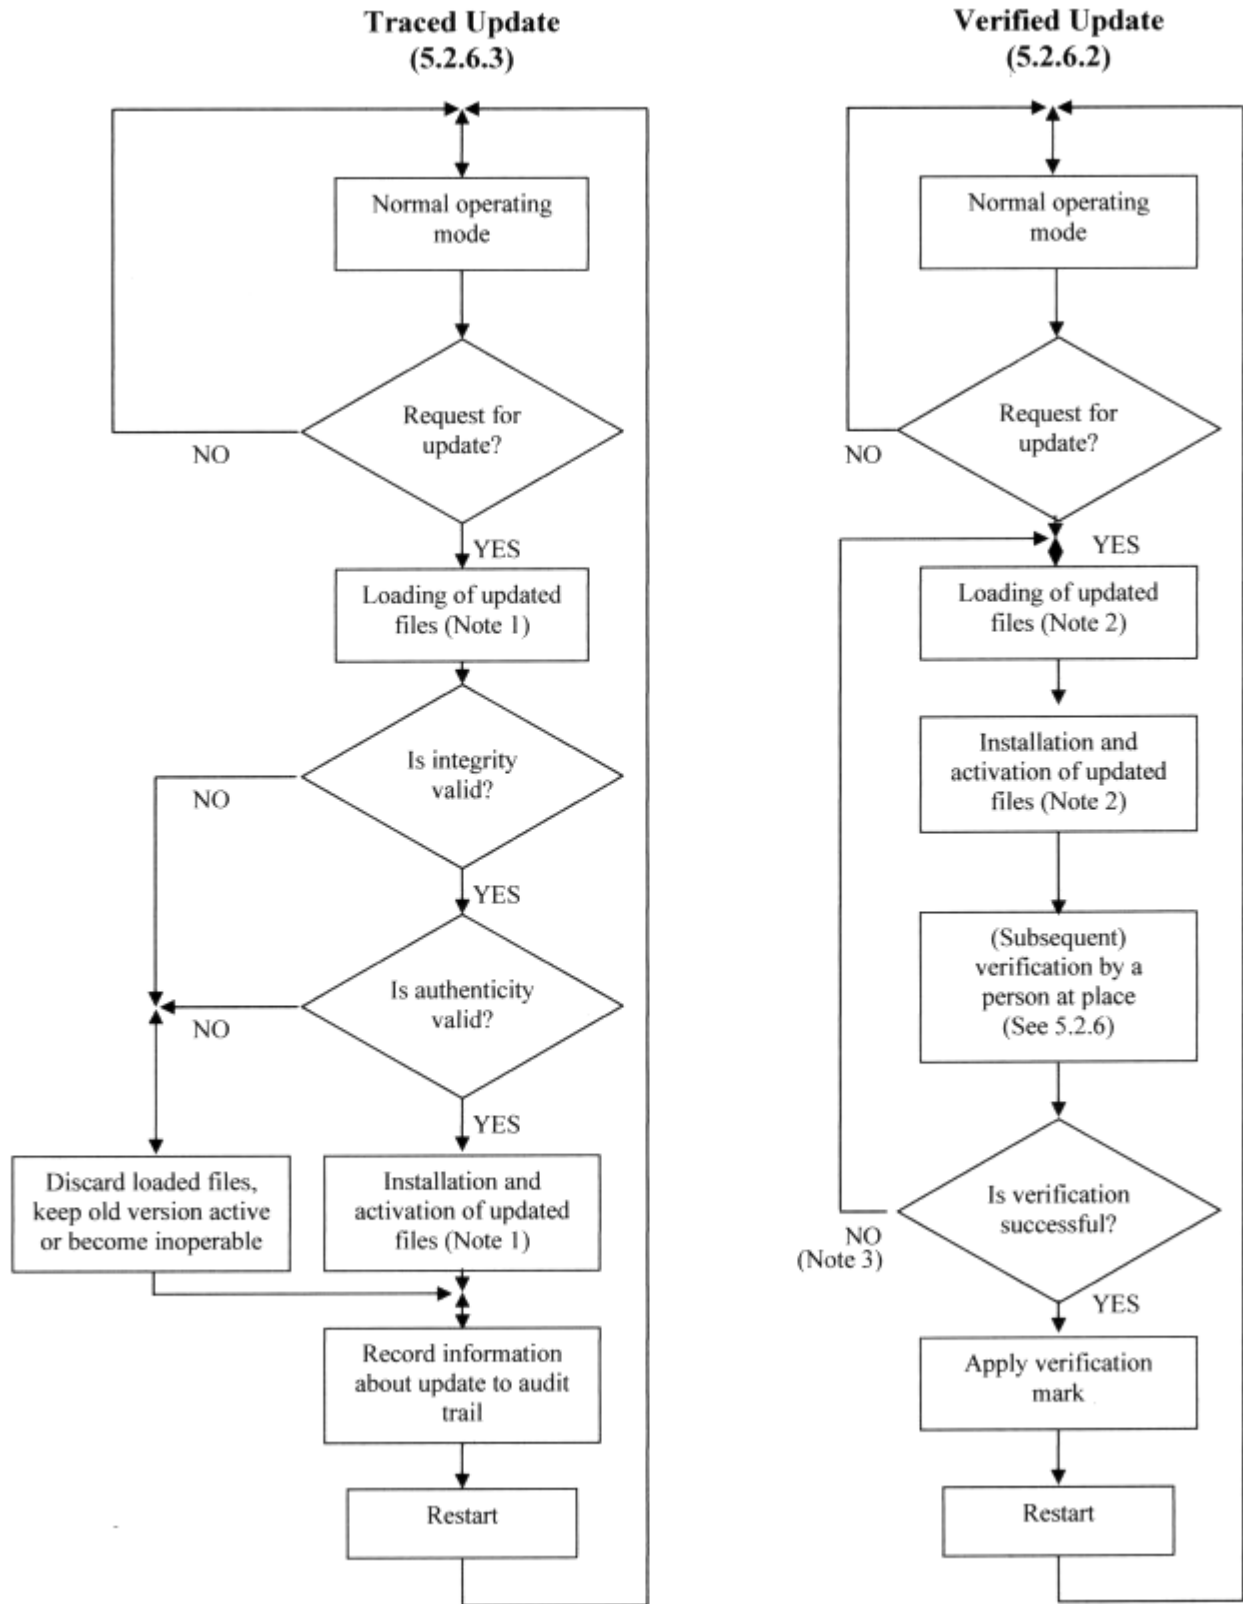 Traced Update
(5.2.6.3)
Normal operating
mode
Request for
update?
NO
YES
Loading of updated
files (Note 1)
Is integrity
valid?
NO
YES
Is authenticity
valid?
NO
YES
Discard loaded files,
keep old version active
or become inoperable
Installation and
activation of updated
files (Note 1)
Record information
about update to audit
trail
Restart
Verified Update
(5.2.6.2)
Normal operating
mode
Request for
update?
NO
YES
Loading of updated
files (Note 2)
Installation and
activation of updated
files (Note 2)
(Subsequent)
verification by a
person at place
(See 5.2.6)
Is verification
successful?
NO
(Note 3)
YES
Apply verification
mark
Restart